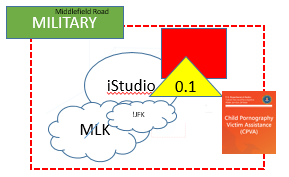 Middlefield Road
MILITARY
iStudio
0.1
UFK
MLK
Child Pornography
Victim Assistance
(CPVA)